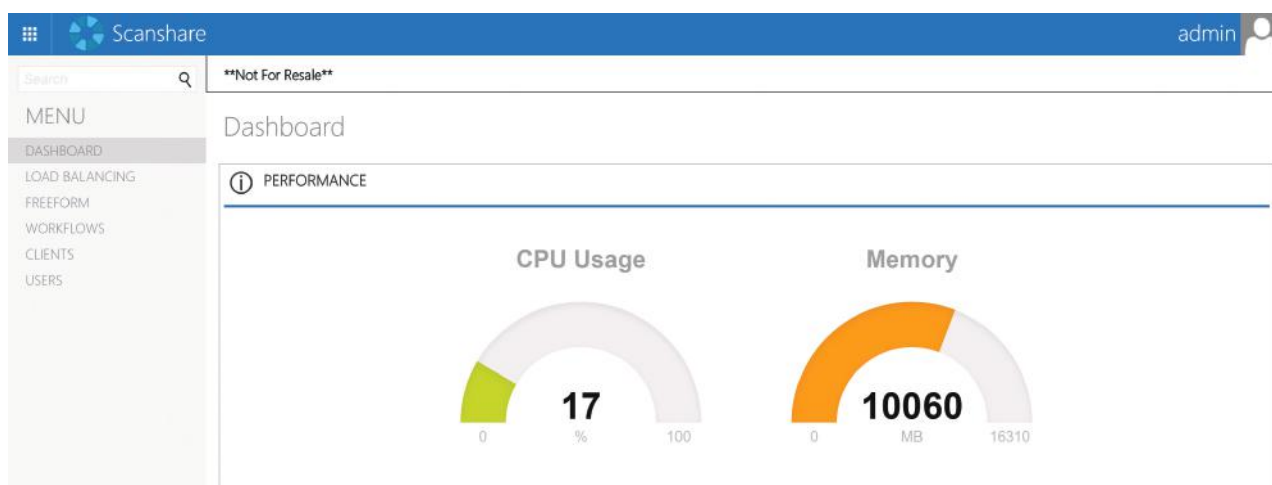 Scanshare
admin
Search
**Not For Resale**
MENU
DASHBOARD
LOAD BALANCING
FREEFORM
WORKFLOWS
CLIENTS
USERS
Dashboard
PERFORMANCE
CPU Usage
17
0 % 100
Memory
10060
0 MB 16310